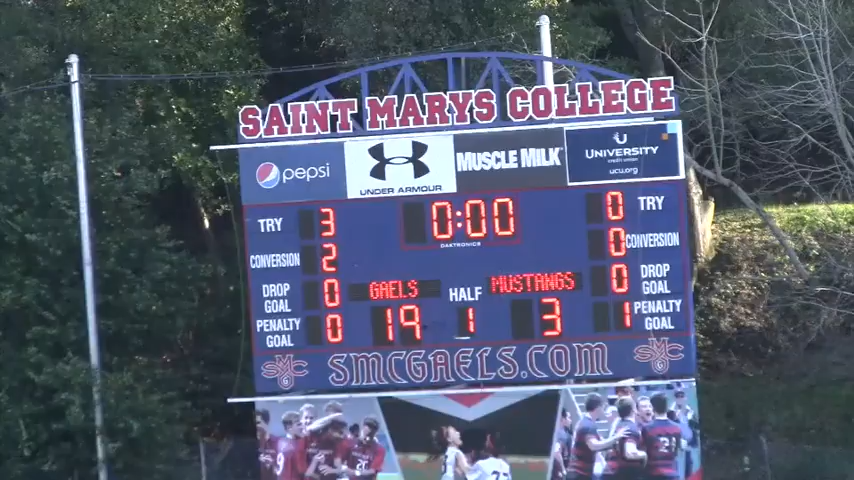 SAINT MARY'S COLLEGE
pepsi
UNDER ARMOUR
MUSCLE MILK
UNIVERSITY
credit union
ucu.org
TRY 3 0:00 0 TRY
DAKTRONICS
CONVERSION 2 0 CONVERSION
DROP GOAL 0 GAELS HALF MUSTANGS 0 DROP GOAL
PENALTY GOAL 0 19 1 3 1 PENALTY GOAL
SMCGAELS.COM